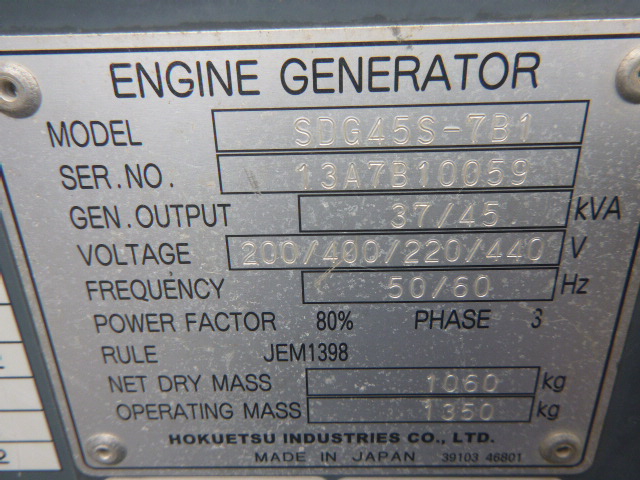 ENGINE GENERATOR
MODEL SDG45S-7B1
SER.NO. 13A7B10059
GEN.OUTPUT 37/45 KVA
VOLTAGE 200/400/220/440 V
FREQUENCY 50/60 Hz
POWER FACTOR 80% PHASE 3
RULE JEM1398
NET DRY MASS 1060 kg
OPERATING MASS 1350 kg
HOKUETSU INDUSTRIES CO., LTD.
MADE IN JAPAN 39103 46801